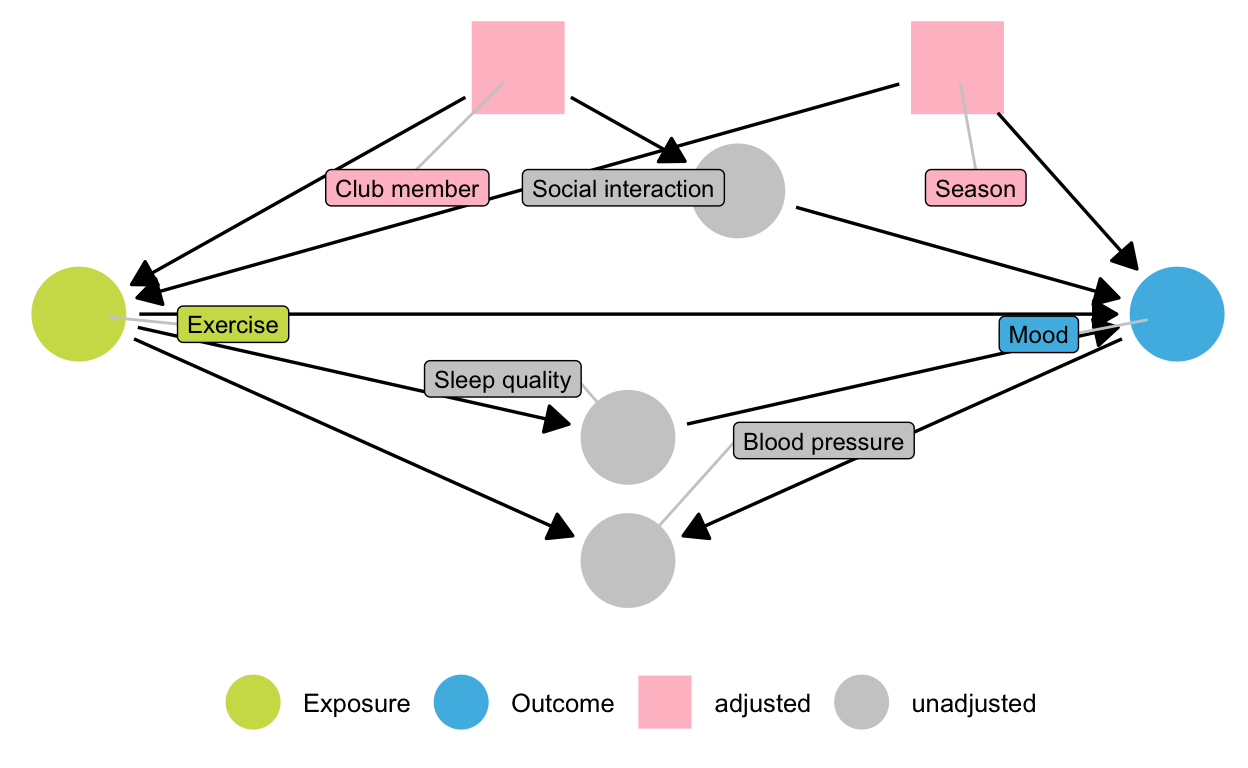 Club member
Social interaction
Season
Exercise
Mood
Sleep quality
Blood pressure
Exposure
Outcome
adjusted
unadjusted